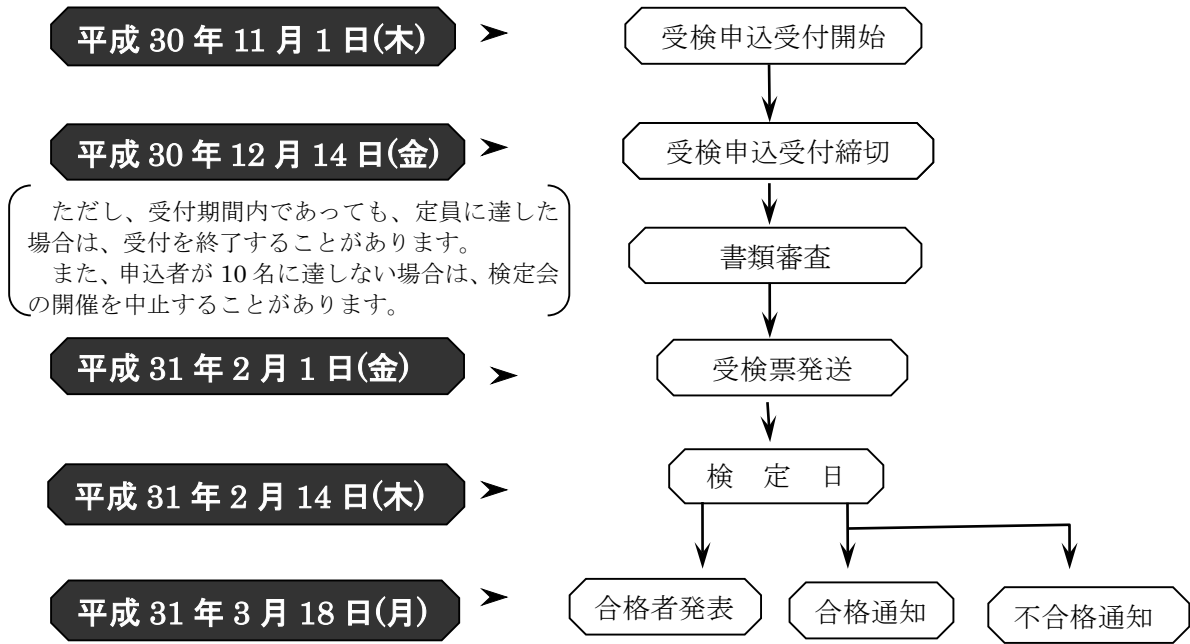 平成 30 年 11 月 1 日(木)
受検申込受付開始
平成 30 年 12 月 14 日(金)
受検申込受付締切
ただし、受付期間内であっても、定員に達した
場合は、受付を終了することがあります。
また、申込者が 10 名に達しない場合は、検定会
の開催を中止することがあります。
書類審査
平成 31 年 2 月 1 日(金)
受検票発送
平成 31 年 2 月 14 日(木)
検 定 日
平成 31 年 3 月 18 日(月)
合格者発表
合格通知
不合格通知